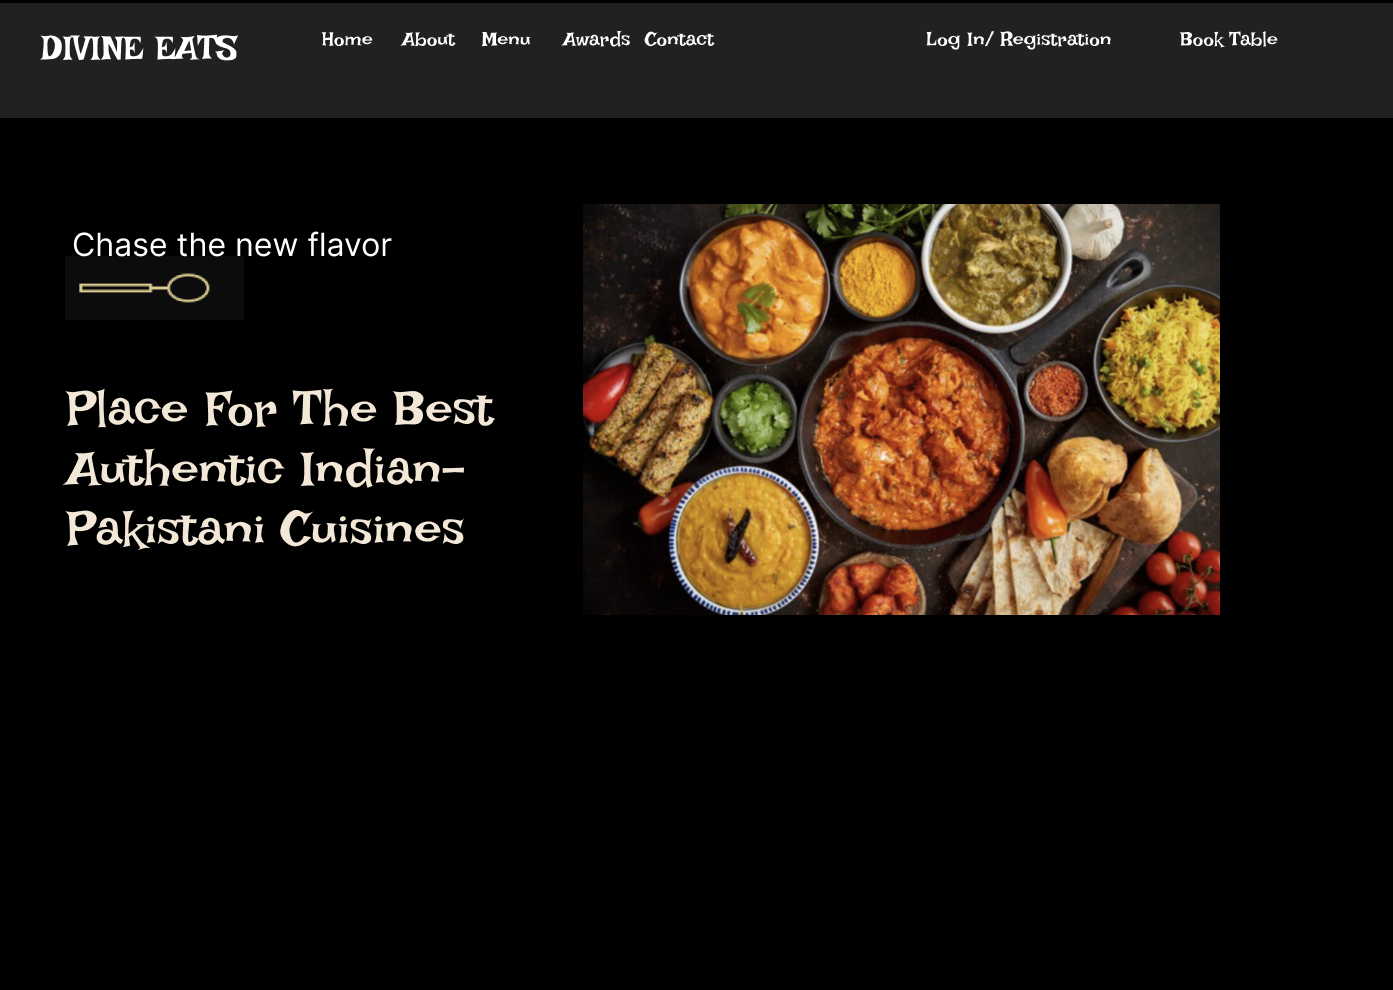 DIVINE EATS
Home About Menu Awards Contact
Log In/ Registration Book Table
Chase the new flavor
Place For The Best
Authentic Indian-
Pakistani Cuisines